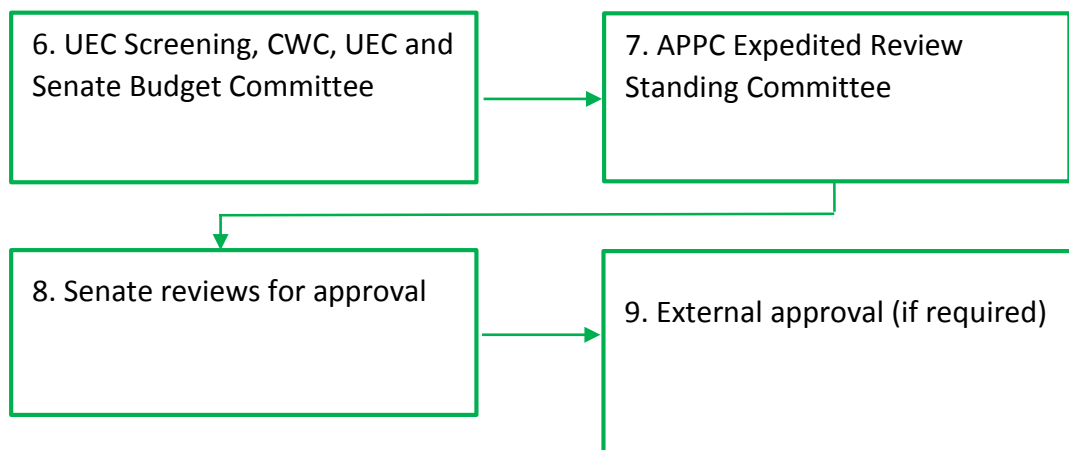 6. UEC Screening, CWC, UEC and
Senate Budget Committee
7. APPC Expedited Review
Standing Committee
8. Senate reviews for approval
9. External approval (if required)